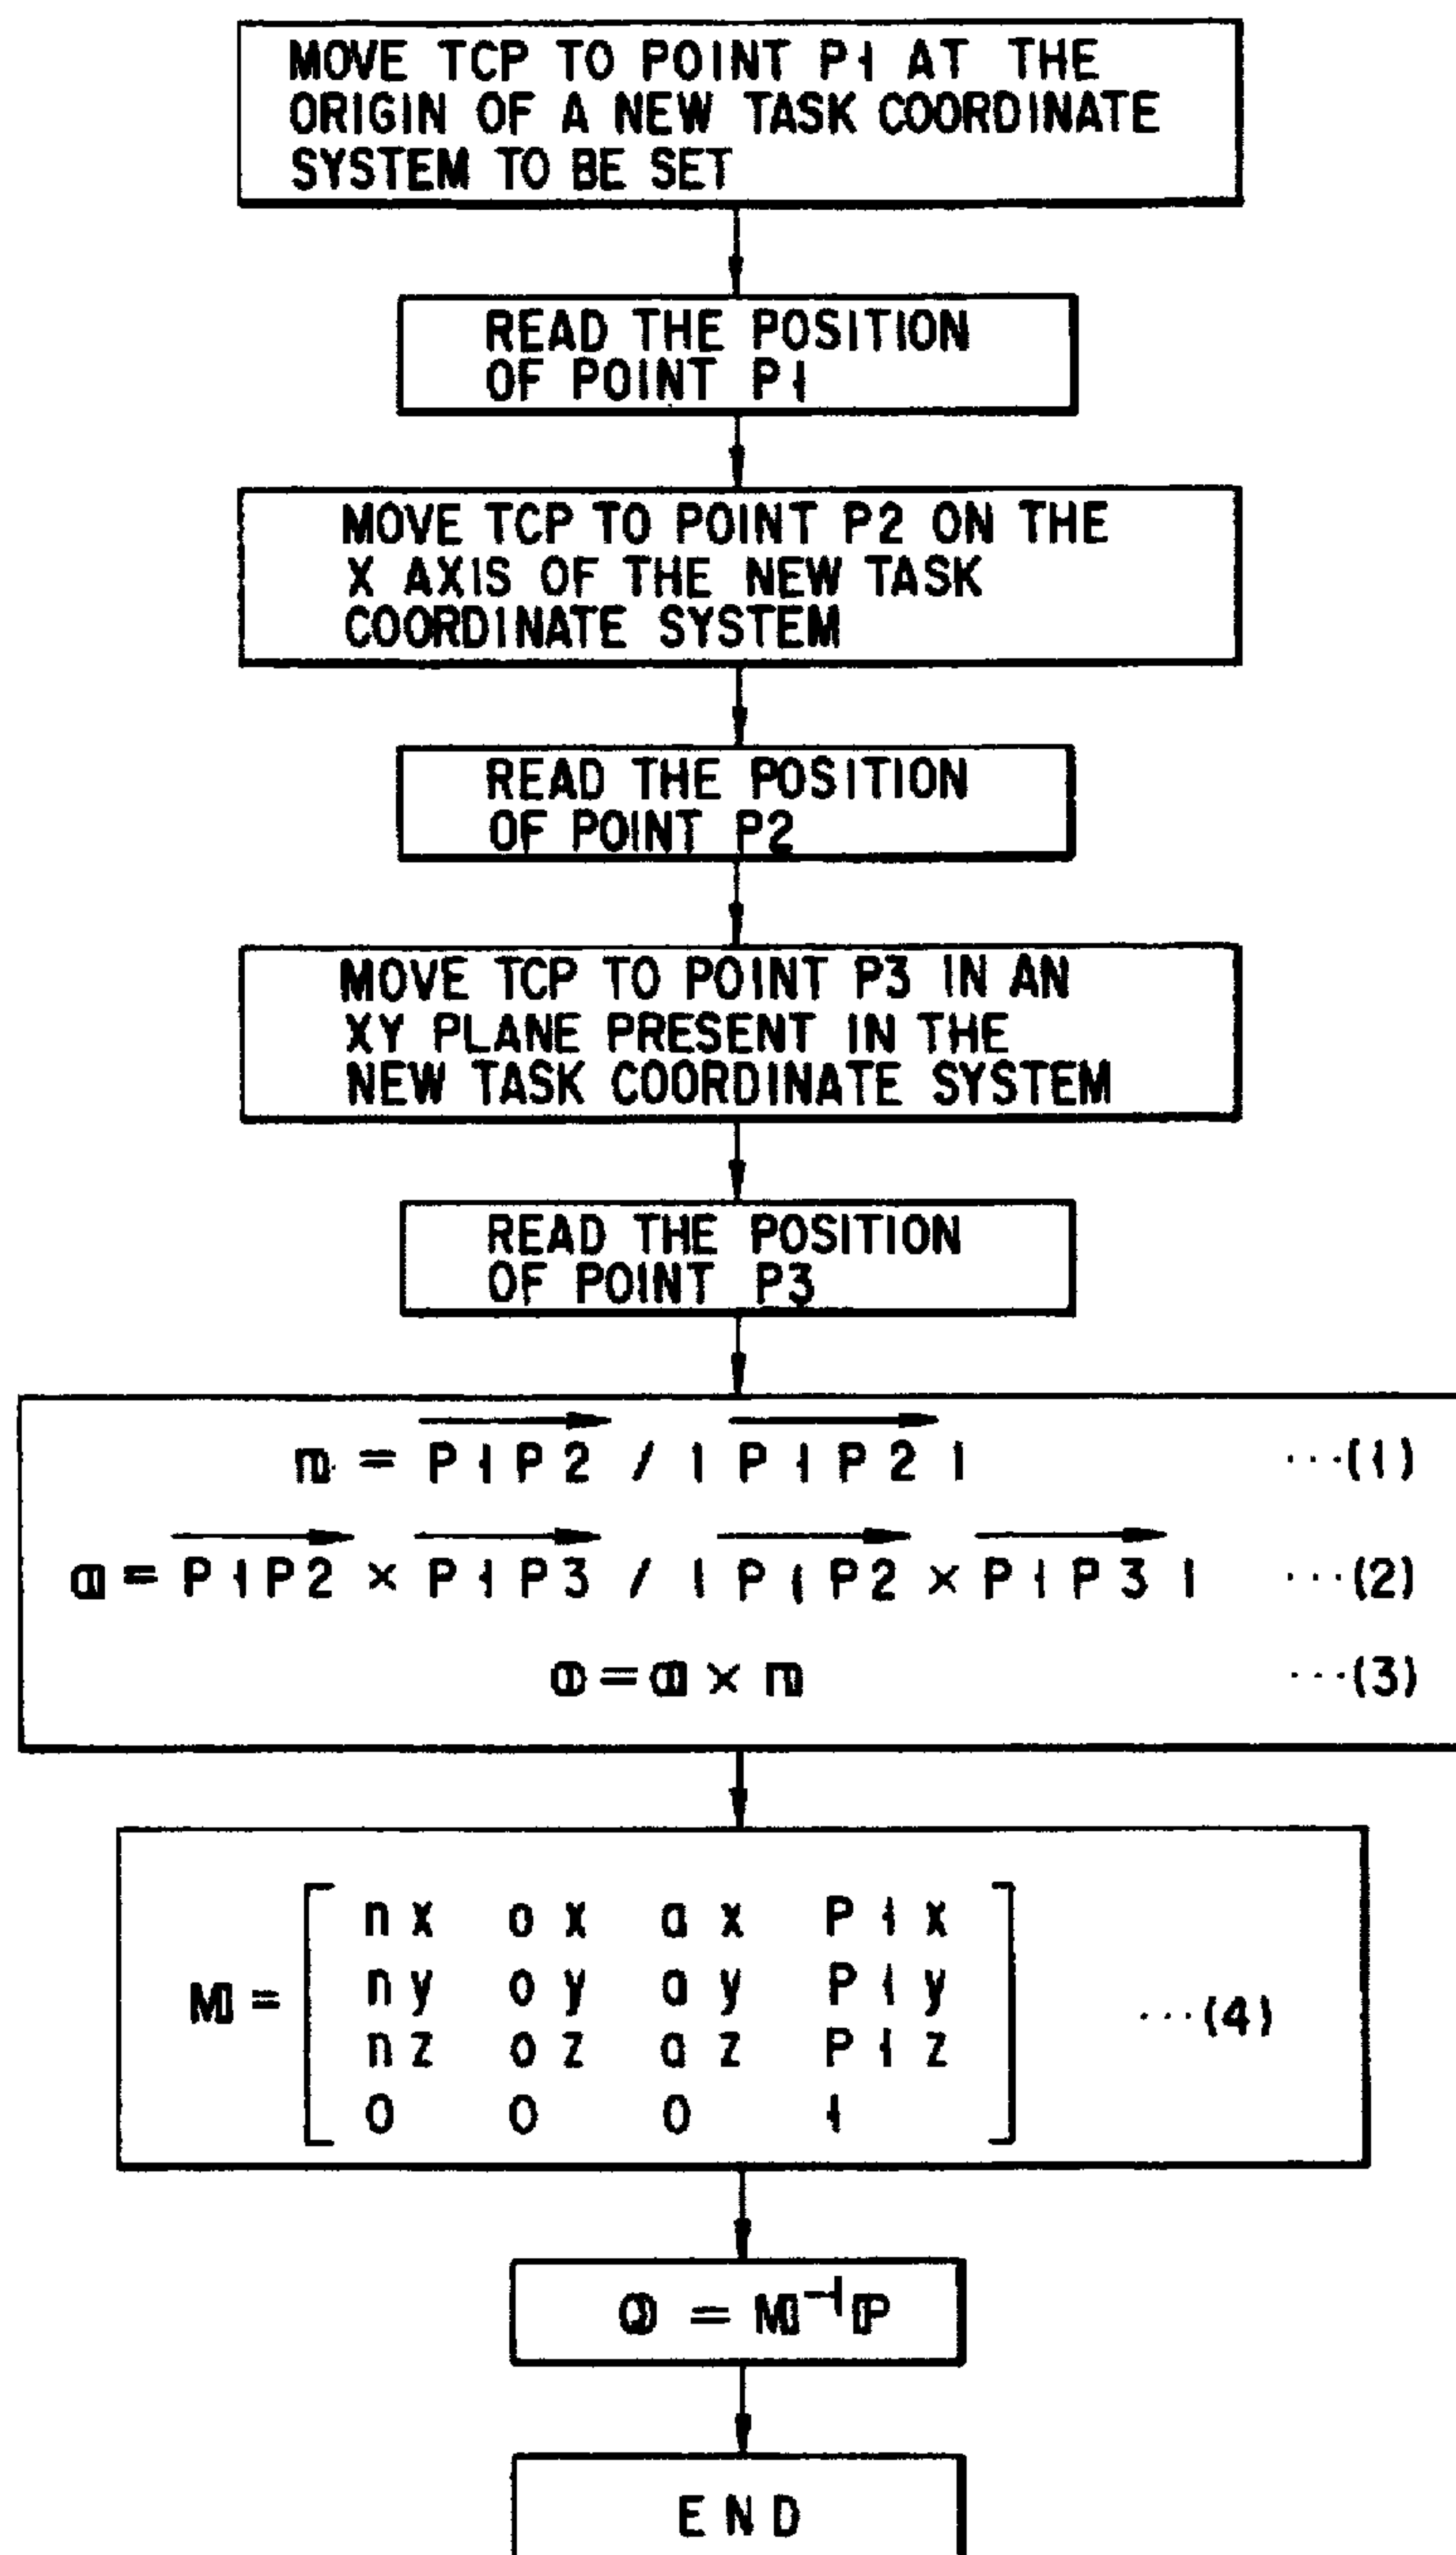 MOVE TCP TO POINT P1 AT THE
ORIGIN OF A NEW TASK COORDINATE
SYSTEM TO BE SET
READ THE POSITION
OF POINT P1
MOVE TCP TO POINT P2 ON THE
X AXIS OF THE NEW TASK
COORDINATE SYSTEM
READ THE POSITION
OF POINT P2
MOVE TCP TO POINT P3 IN AN
XY PLANE PRESENT IN THE
NEW TASK COORDINATE SYSTEM
READ THE POSITION
OF POINT P3
n = P1P2 / | P1P2 | ···(1)
a = P1P2 × P1P3 / | P1P2 × P1P3 | ···(2)
o = a × n ···(3)
nx ox ax P1x
ny oy ay P1y
M = ···(4)
nz oz az P1z
0 0 0 1
Q = M⁻¹P
END